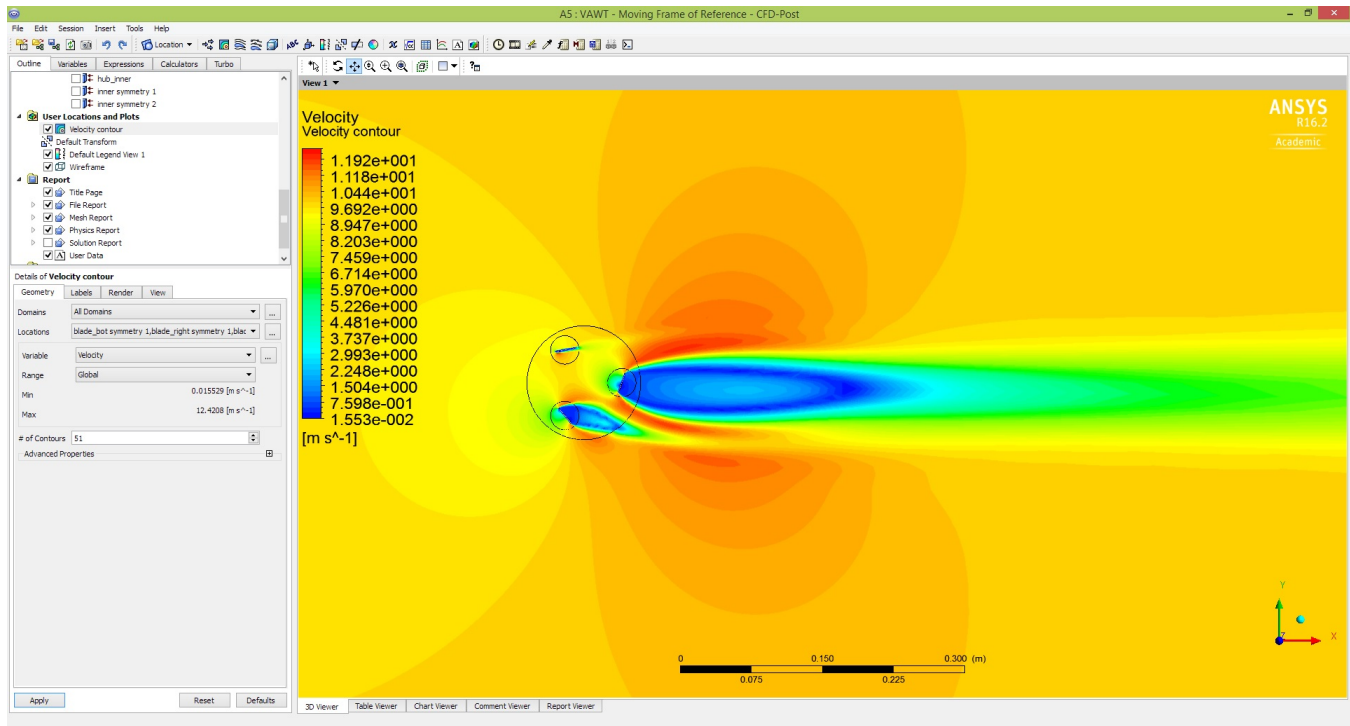 A5 : VAWT - Moving Frame of Reference - CFD-Post
File Edit Session Insert Tools Help
Location
Outline Variables Expressions Calculators Turbo
hub_inner
inner symmetry 1
inner symmetry 2
User Locations and Plots
Velocity contour
Default Transform
Default Legend View 1
Wireframe
Report
Title Page
File Report
Mesh Report
Physics Report
Solution Report
User Data
Details of Velocity contour
Geometry Labels Render View
Domains All Domains ...
Locations blade_bot symmetry 1,blade_right symmetry 1,blac ...
Variable Velocity ...
Range Global
Min 0.015529 [m s^-1]
Max 12.4208 [m s^-1]
# of Contours 51
Advanced Properties
Apply Reset Defaults
View 1
Velocity
Velocity contour
1.192e+001
1.118e+001
1.044e+001
9.692e+000
8.947e+000
8.203e+000
7.459e+000
6.714e+000
5.970e+000
5.226e+000
4.481e+000
3.737e+000
2.993e+000
2.248e+000
1.504e+000
7.598e-001
1.553e-002
[m s^-1]
ANSYS
R16.2
Academic
Y
Z X
0 0.150 0.300 (m)
0.075 0.225
3D Viewer Table Viewer Chart Viewer Comment Viewer Report Viewer